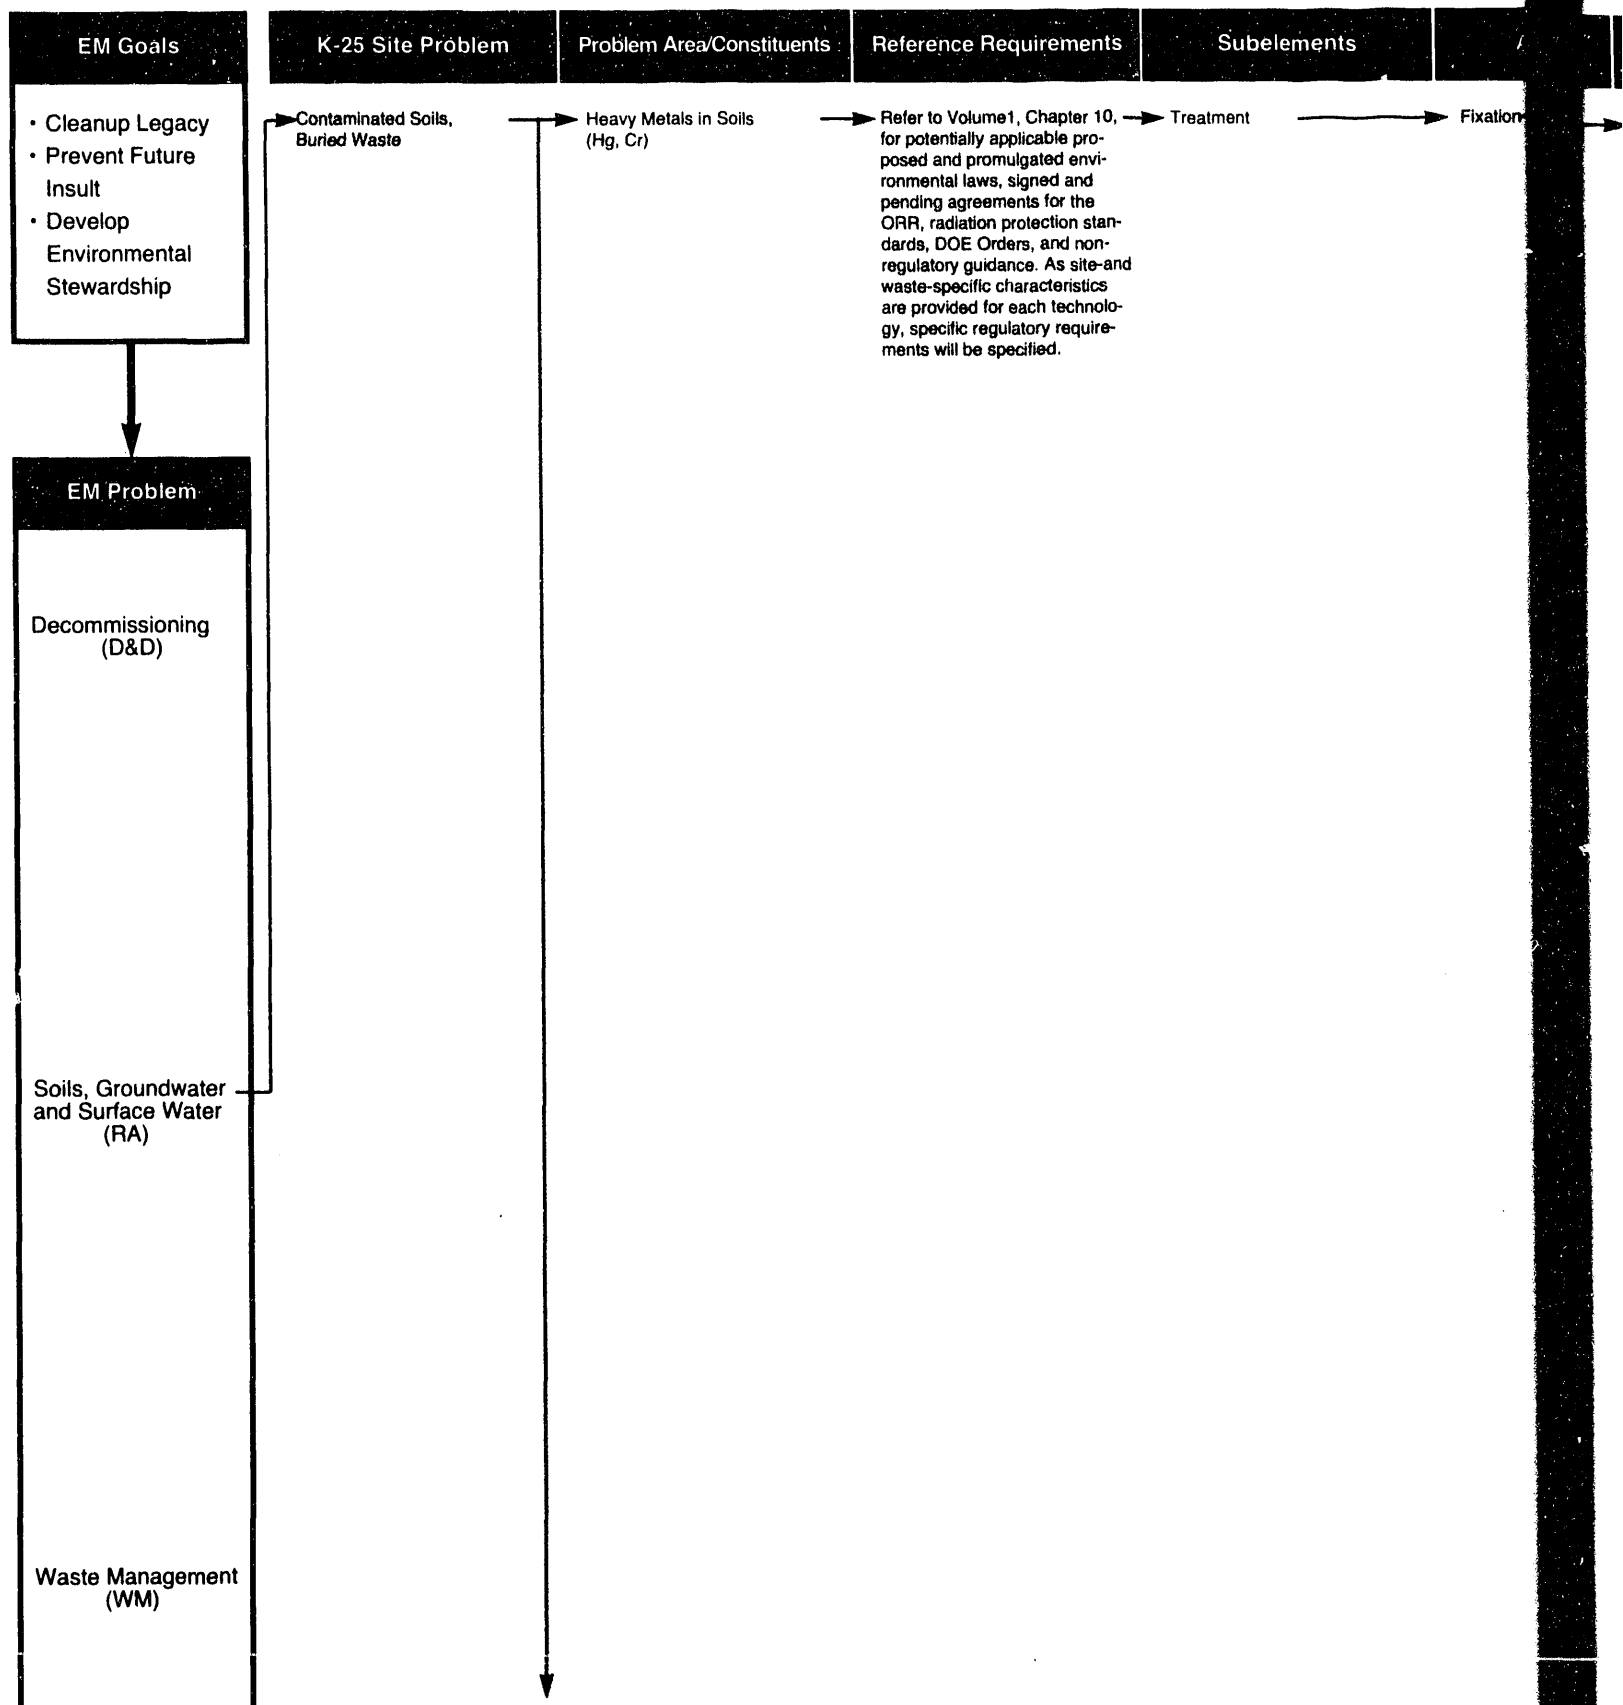 EM Goals
K-25 Site Problem
Problem Area/Constituents
Reference Requirements
Subelements
• Cleanup Legacy
• Prevent Future
Insult
• Develop
Environmental
Stewardship
Contaminated Soils,
Buried Waste
Heavy Metals in Soils
(Hg, Cr)
Refer to Volume1, Chapter 10,
for potentially applicable pro-
posed and promulgated envi-
ronmental laws, signed and
pending agreements for the
ORR, radiation protection stan-
dards, DOE Orders, and non-
regulatory guidance. As site-and
waste-specific characteristics
are provided for each technolo-
gy, specific regulatory require-
ments will be specified.
Treatment
Fixation
EM Problem
Decommissioning
(D&D)
Soils, Groundwater
and Surface Water
(RA)
Waste Management
(WM)